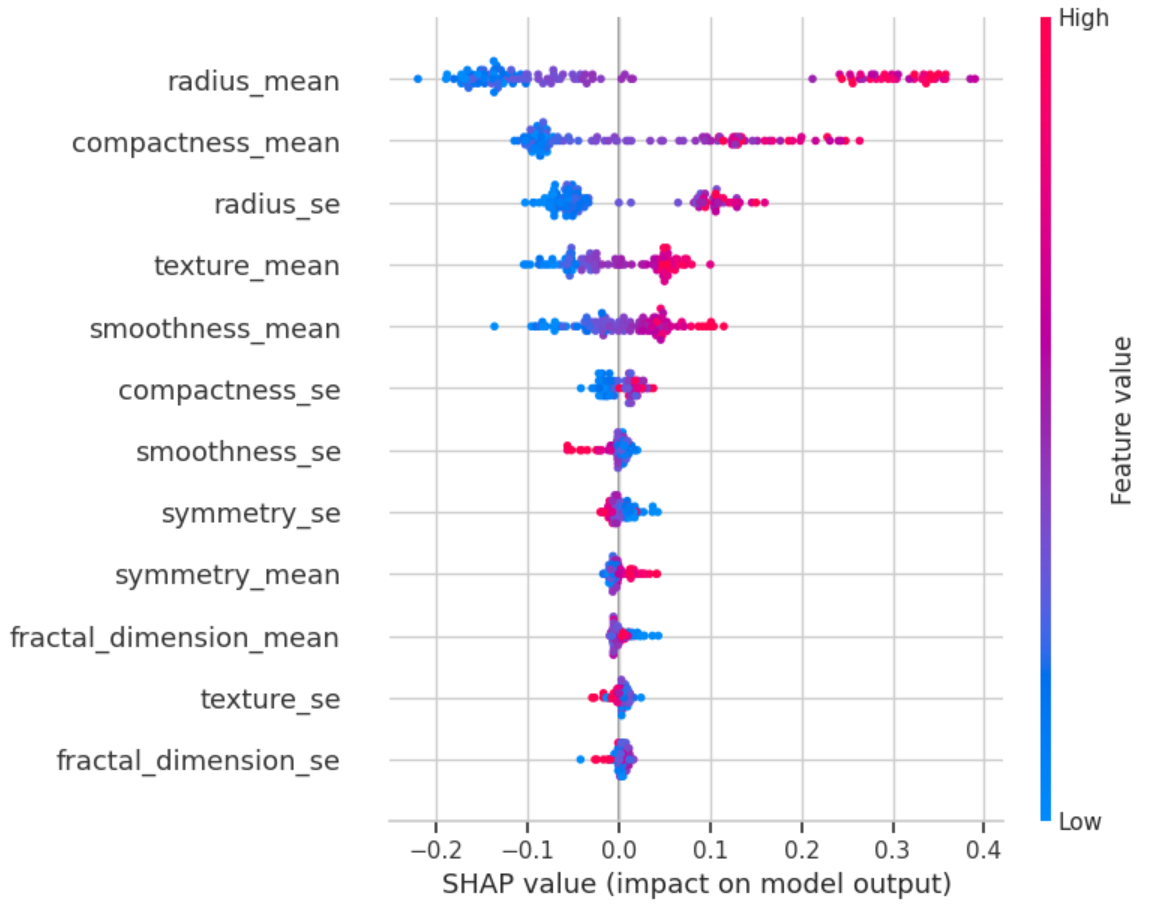 High
radius_mean
compactness_mean
radius_se
texture_mean
smoothness_mean
compactness_se
smoothness_se
symmetry_se
symmetry_mean
fractal_dimension_mean
texture_se
fractal_dimension_se
Feature value
Low
−0.2 −0.1 0.0 0.1 0.2 0.3 0.4
SHAP value (impact on model output)